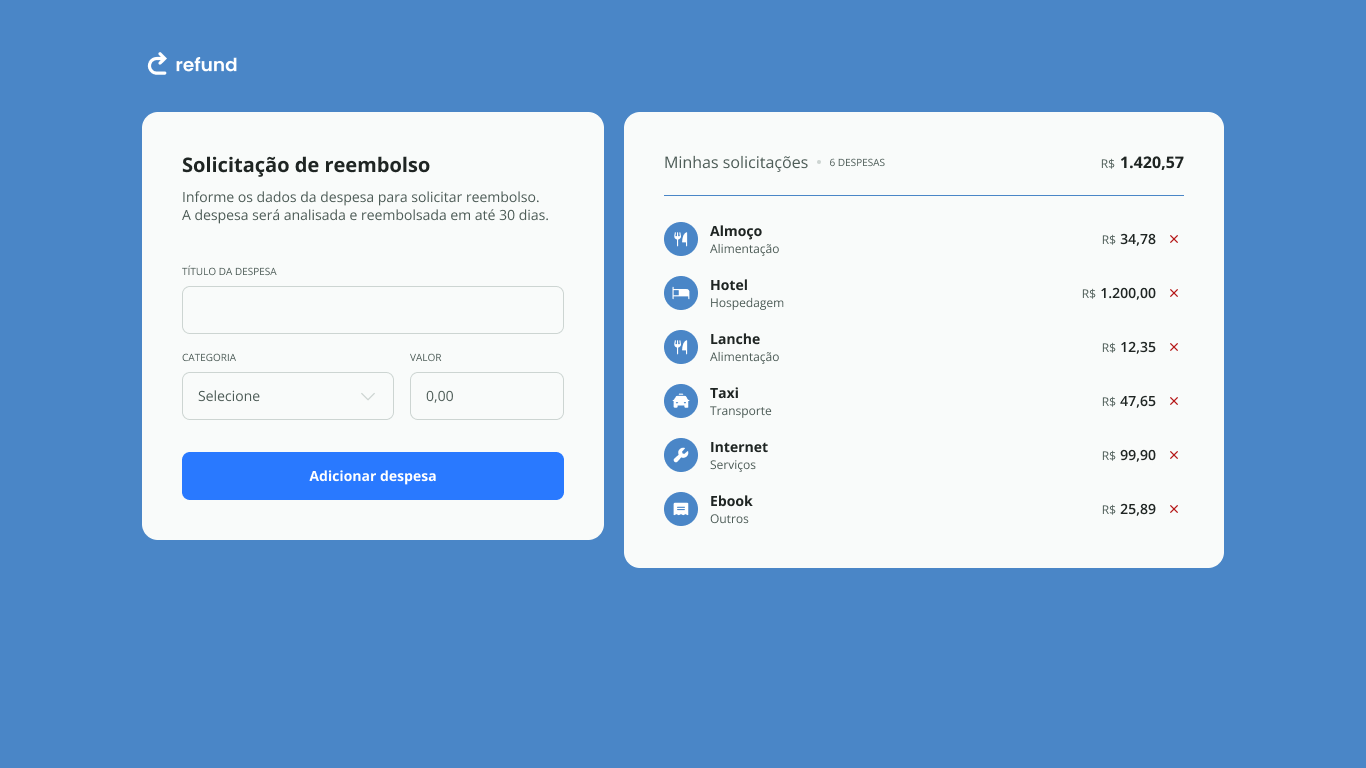 refund
Solicitação de reembolso
Informe os dados da despesa para solicitar reembolso.
A despesa será analisada e reembolsada em até 30 dias.
TÍTULO DA DESPESA
CATEGORIA
VALOR
Selecione
0,00
Adicionar despesa
Minhas solicitações • 6 DESPESAS
R$ 1.420,57
Almoço
Alimentação
R$ 34,78
Hotel
Hospedagem
R$ 1.200,00
Lanche
Alimentação
R$ 12,35
Taxi
Transporte
R$ 47,65
Internet
Serviços
R$ 99,90
Ebook
Outros
R$ 25,89